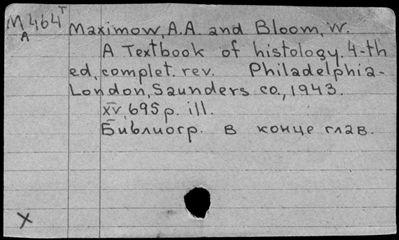 M 464 T
A
Maximow, A.A. and Bloom, W.
A Textbook of histology, 4-th
ed, complet. rev. Philadelphia-
London, Saunders co., 1943.
XV, 695 p. ill.
Библиогр. в конце глав.
X